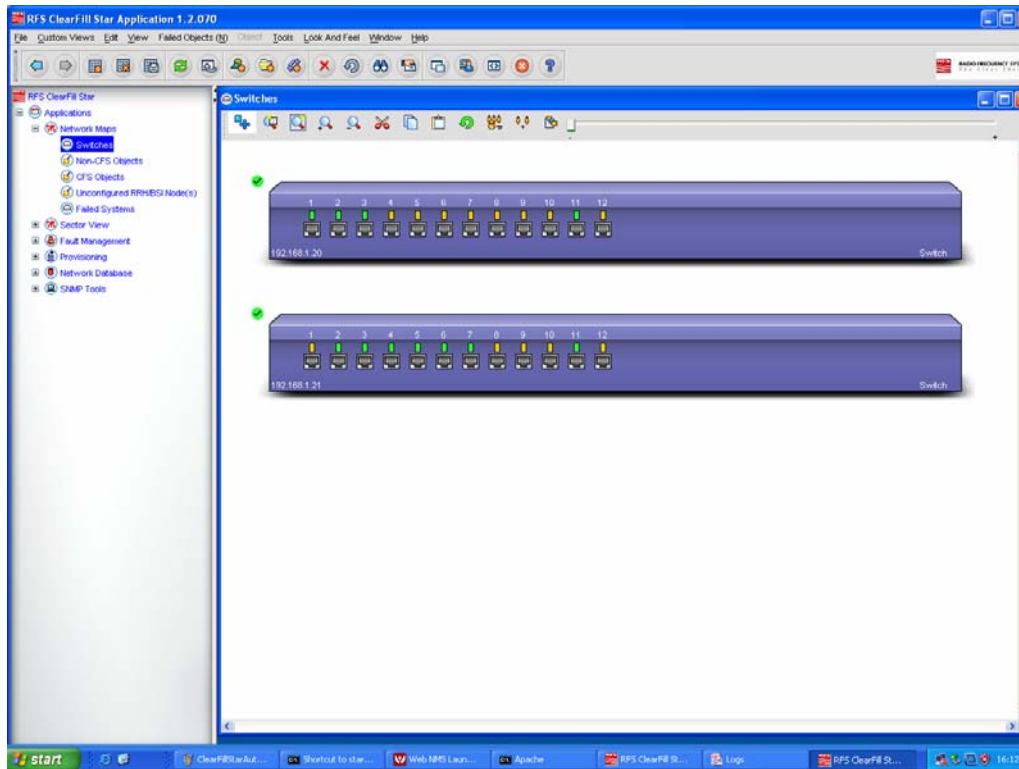 RFS ClearFill Star Application 1.2.070
File Custom Views Edit View Failed Objects (N) Object Tools Look And Feel Window Help
RADIO FREQUENCY
RFS ClearFill Star
Applications
Network Maps
Switches
Non-CFS Objects
CFS Objects
Unconfigured RRH/BSI Node(s)
Failed Systems
Sector View
Fault Management
Provisioning
Network Database
SNMP Tools
Switches
1 2 3 4 5 6 7 8 9 10 11 12
192.168.1.20 Switch
1 2 3 4 5 6 7 8 9 10 11 12
192.168.1.21 Switch
start ClearFillStarAut... Shortcut to star... Web NMS Laun... Apache RFS ClearFill St... Logs RFS ClearFill St... 16:12